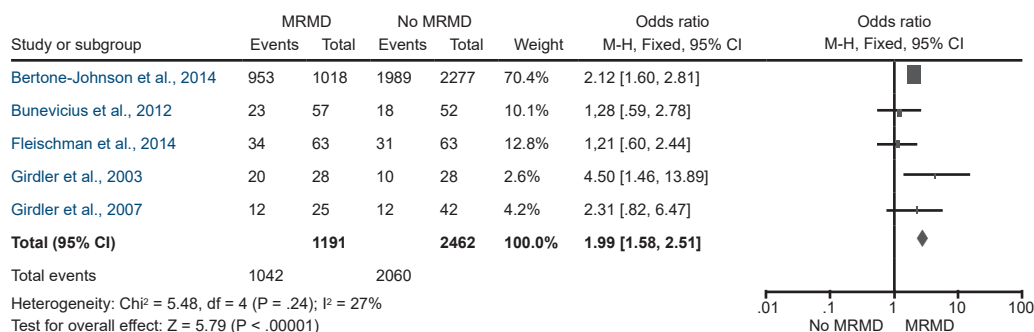 MRMD No MRMD Odds ratio Odds ratio
Study or subgroup Events Total Events Total Weight M-H, Fixed, 95% CI M-H, Fixed, 95% CI
Bertone-Johnson et al., 2014 953 1018 1989 2277 70.4% 2.12 [1.60, 2.81]
Bunevicius et al., 2012 23 57 18 52 10.1% 1,28 [.59, 2.78]
Fleischman et al., 2014 34 63 31 63 12.8% 1,21 [.60, 2.44]
Girdler et al., 2003 20 28 10 28 2.6% 4.50 [1.46, 13.89]
Girdler et al., 2007 12 25 12 42 4.2% 2.31 [.82, 6.47]
Total (95% CI) 1191 2462 100.0% 1.99 [1.58, 2.51]
Total events 1042 2060
Heterogeneity: Chi² = 5.48, df = 4 (P = .24); I² = 27%
.01 .1 1 10 100
Test for overall effect: Z = 5.79 (P < .00001) No MRMD MRMD